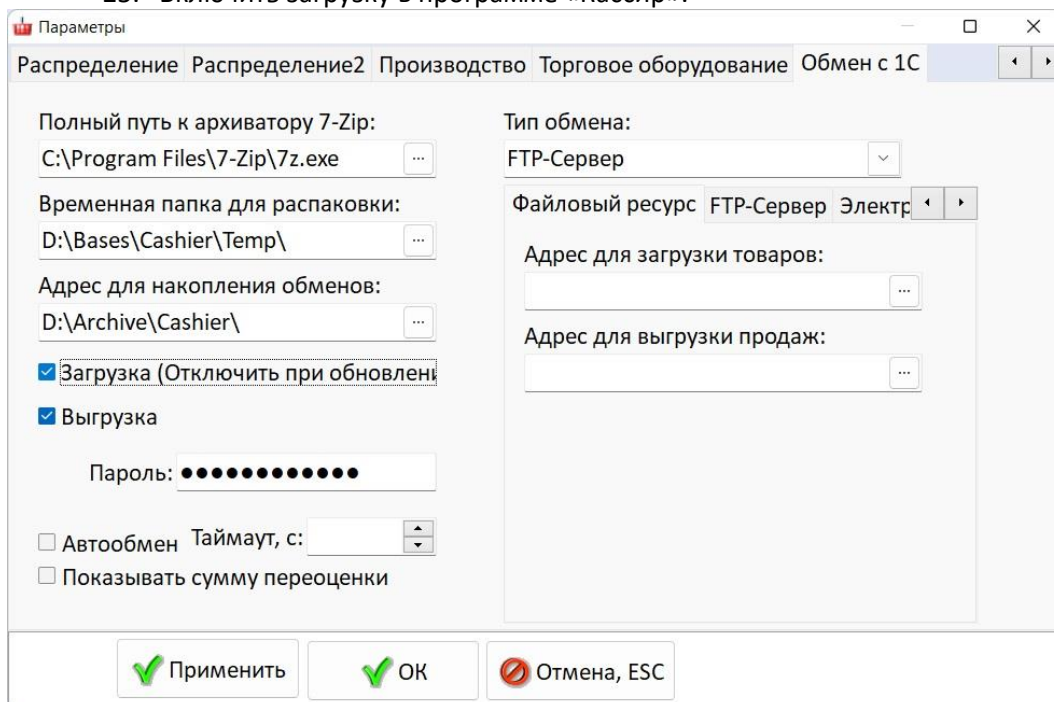 Параметры
Распределение Распределение2 Производство Торговое оборудование Обмен с 1С
Полный путь к архиватору 7-Zip:
C:\Program Files\7-Zip\7z.exe
...
Временная папка для распаковки:
D:\Bases\Cashier\Temp\
...
Адрес для накопления обменов:
D:\Archive\Cashier\
...
Загрузка (Отключить при обновлени
Выгрузка
Пароль: ●●●●●●●●●●●●
Автообмен Таймаут, с:
Показывать сумму переоценки
Тип обмена:
FTP-Сервер
Файловый ресурс FTP-Сервер Электр
Адрес для загрузки товаров:
...
Адрес для выгрузки продаж:
...
Применить
ОК
Отмена, ESC